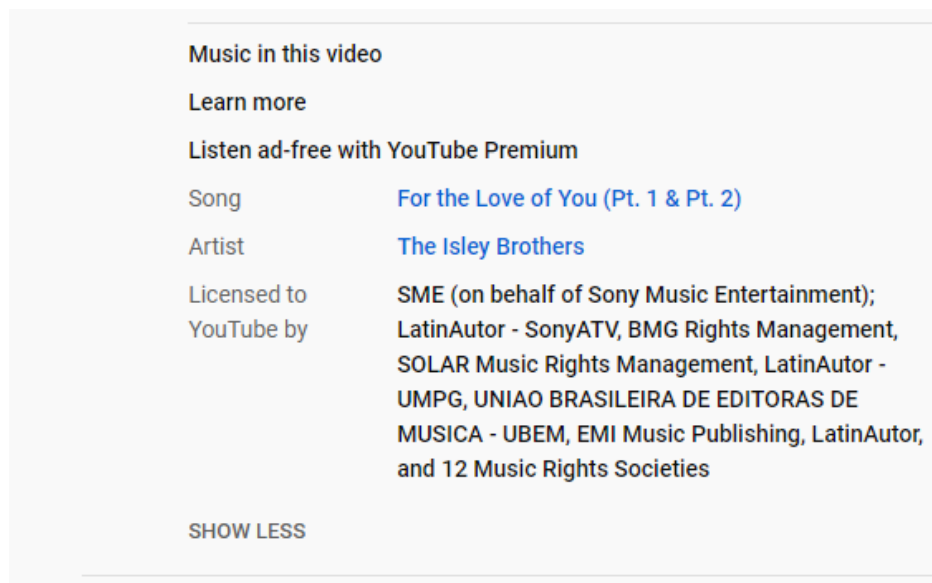 Music in this video
Learn more
Listen ad-free with YouTube Premium
Song For the Love of You (Pt. 1 & Pt. 2)
Artist The Isley Brothers
Licensed to YouTube by SME (on behalf of Sony Music Entertainment);
LatinAutor - SonyATV, BMG Rights Management,
SOLAR Music Rights Management, LatinAutor -
UMPG, UNIAO BRASILEIRA DE EDITORAS DE
MUSICA - UBEM, EMI Music Publishing, LatinAutor,
and 12 Music Rights Societies
SHOW LESS